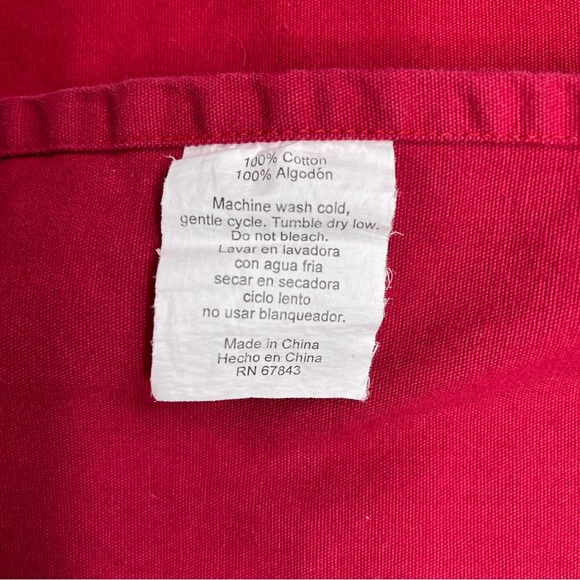 100% Cotton
100% Algodón
Machine wash cold,
gentle cycle. Tumble dry low.
Do not bleach.
Lavar en lavadora
con agua fria
secar en secadora
ciclo lento
no usar blanqueador.
Made in China
Hecho en China
RN 67843